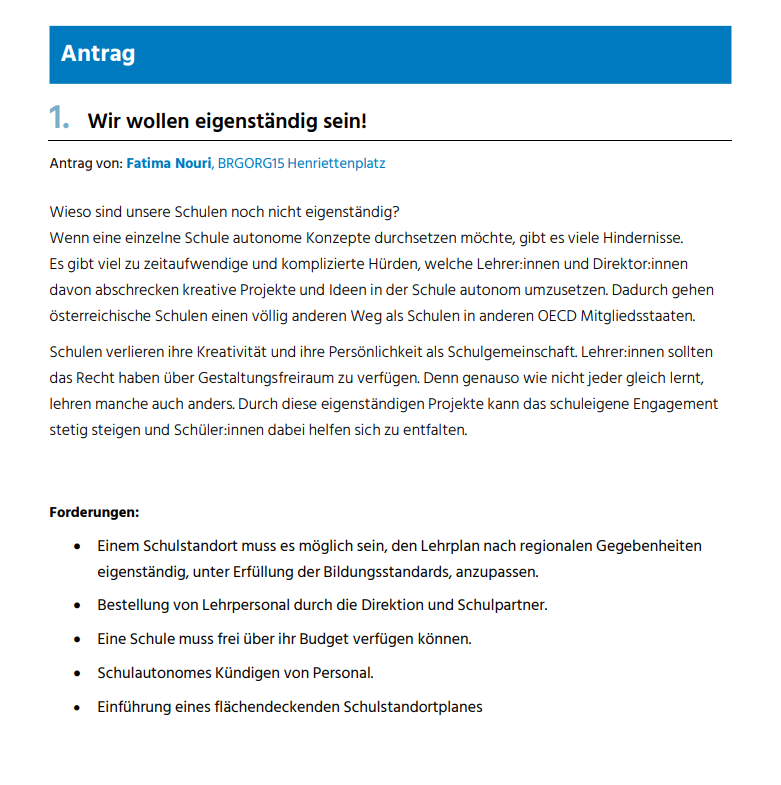 Antrag
1. Wir wollen eigenständig sein!
Antrag von: Fatima Nouri, BRGORG15 Henriettenplatz
Wieso sind unsere Schulen noch nicht eigenständig?
Wenn eine einzelne Schule autonome Konzepte durchsetzen möchte, gibt es viele Hindernisse.
Es gibt viel zu zeitaufwendige und komplizierte Hürden, welche Lehrer:innen und Direktor:innen
davon abschrecken kreative Projekte und Ideen in der Schule autonom umzusetzen. Dadurch gehen
österreichische Schulen einen völlig anderen Weg als Schulen in anderen OECD Mitgliedsstaaten.
Schulen verlieren ihre Kreativität und ihre Persönlichkeit als Schulgemeinschaft. Lehrer:innen sollten
das Recht haben über Gestaltungsfreiraum zu verfügen. Denn genauso wie nicht jeder gleich lernt,
lehren manche auch anders. Durch diese eigenständigen Projekte kann das schuleigene Engagement
stetig steigen und Schüler:innen dabei helfen sich zu entfalten.
Forderungen:
• Einem Schulstandort muss es möglich sein, den Lehrplan nach regionalen Gegebenheiten
eigenständig, unter Erfüllung der Bildungsstandards, anzupassen.
• Bestellung von Lehrpersonal durch die Direktion und Schulpartner.
• Eine Schule muss frei über ihr Budget verfügen können.
• Schulautonomes Kündigen von Personal.
• Einführung eines flächendeckenden Schulstandortplanes